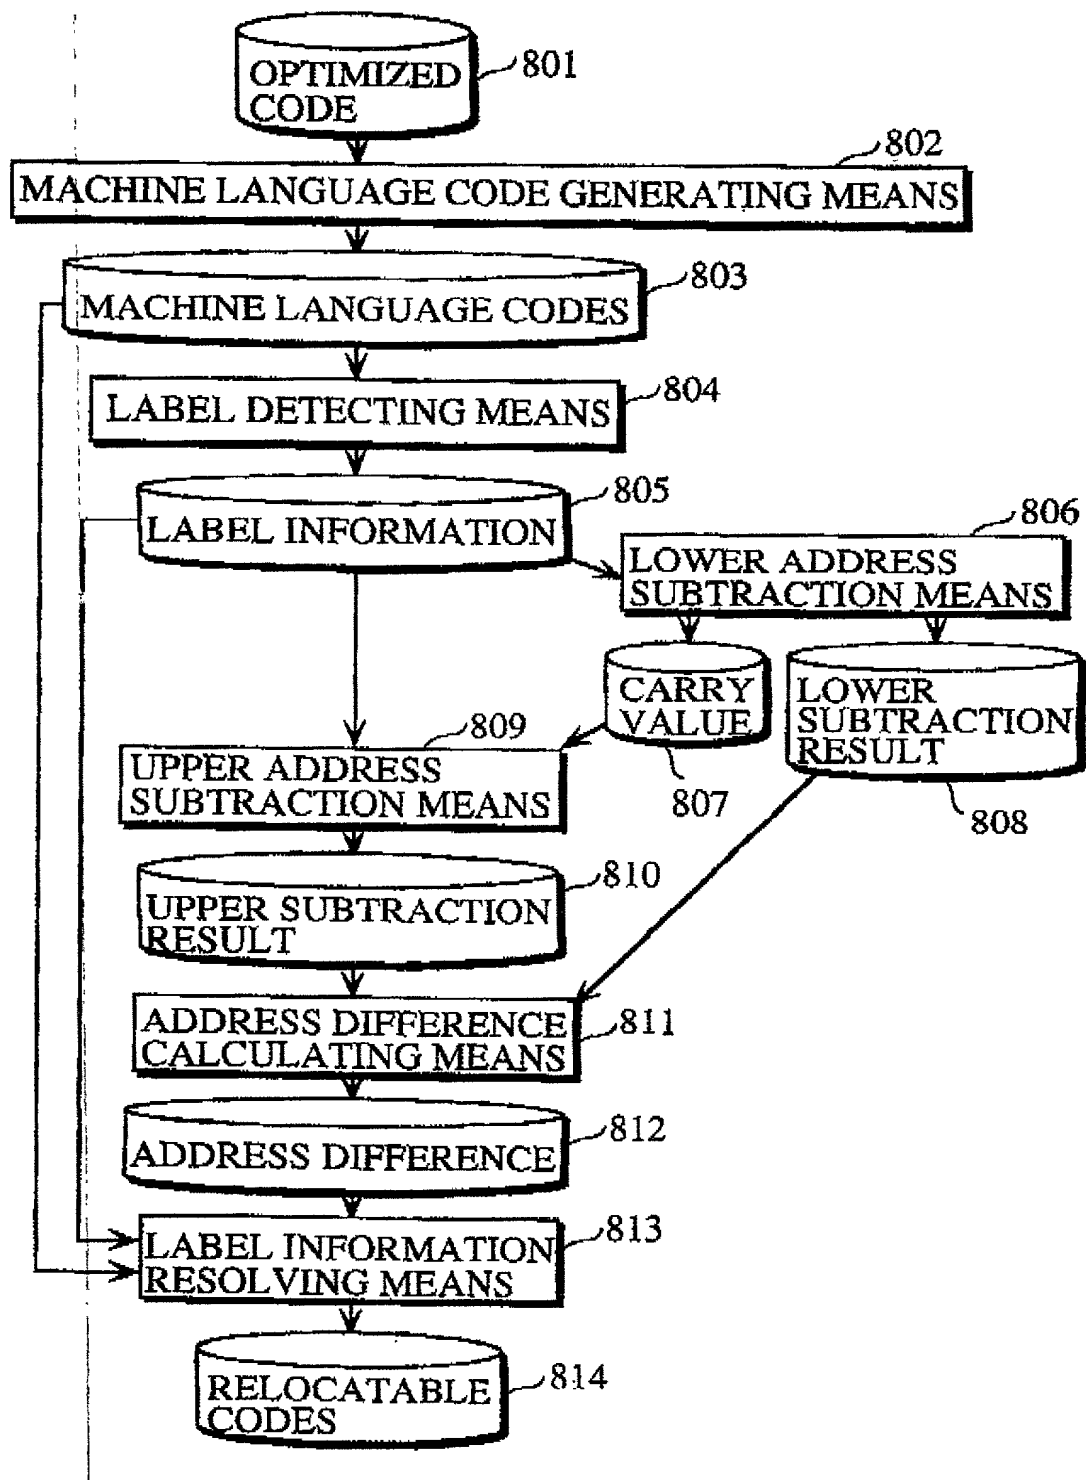 OPTIMIZED
CODE
801
802
MACHINE LANGUAGE CODE GENERATING MEANS
803
MACHINE LANGUAGE CODES
804
LABEL DETECTING MEANS
805
LABEL INFORMATION
806
LOWER ADDRESS
SUBTRACTION MEANS
CARRY
VALUE
807
LOWER
SUBTRACTION
RESULT
808
809
UPPER ADDRESS
SUBTRACTION MEANS
810
UPPER SUBTRACTION
RESULT
ADDRESS DIFFERENCE
CALCULATING MEANS
811
812
ADDRESS DIFFERENCE
813
LABEL INFORMATION
RESOLVING MEANS
RELOCATABLE
CODES
814